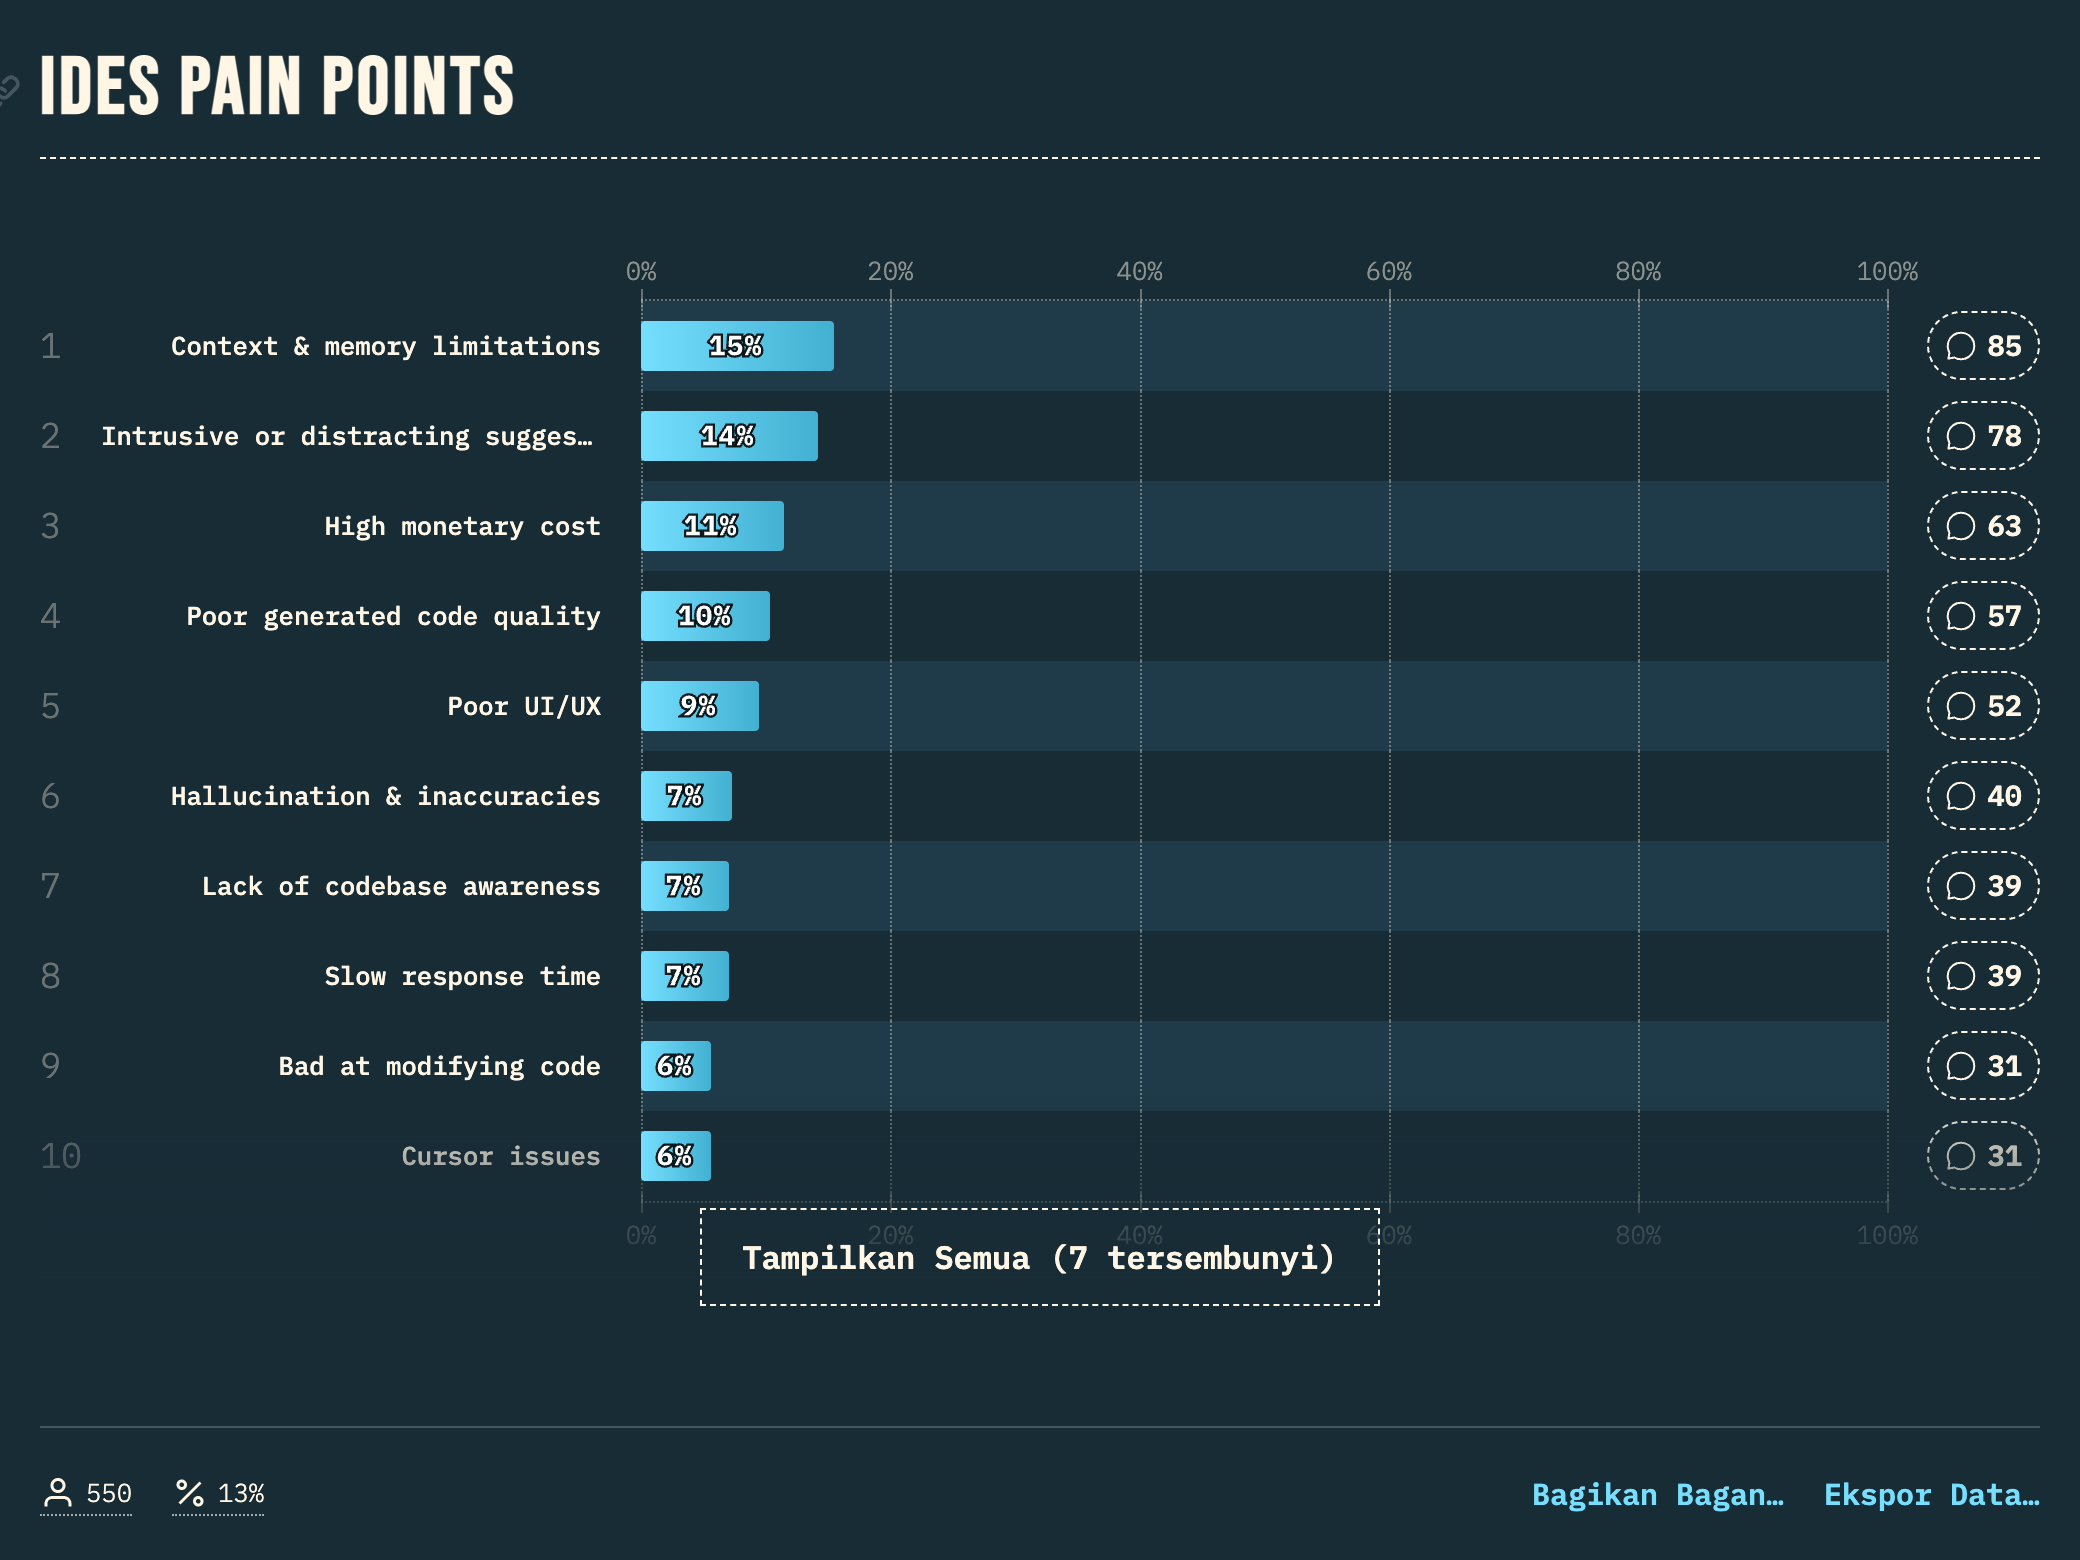 IDES PAIN POINTS
0% 20% 40% 60% 80% 100%
1 Context & memory limitations 15% 85
2 Intrusive or distracting sugges… 14% 78
3 High monetary cost 11% 63
4 Poor generated code quality 10% 57
5 Poor UI/UX 9% 52
6 Hallucination & inaccuracies 7% 40
7 Lack of codebase awareness 7% 39
8 Slow response time 7% 39
9 Bad at modifying code 6% 31
10 Cursor issues 6% 31
0% 20% 40% 60% 80% 100%
Tampilkan Semua (7 tersembunyi)
550 13% Bagikan Bagan… Ekspor Data…